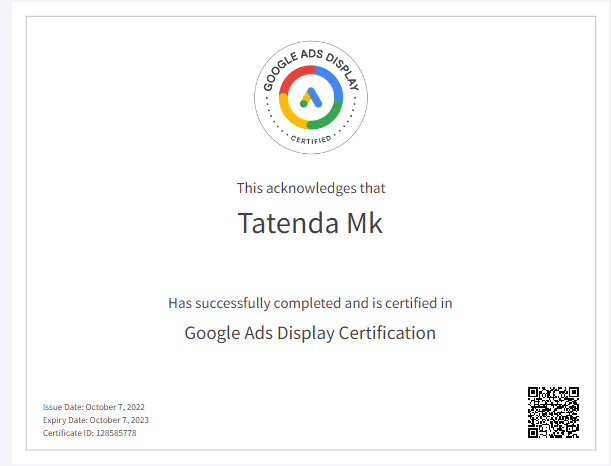 GOOGLE ADS DISPLAY
CERTIFIED
This acknowledges that
Tatenda Mk
Has successfully completed and is certified in
Google Ads Display Certification
Issue Date: October 7, 2022
Expiry Date: October 7, 2023
Certificate ID: 128585778